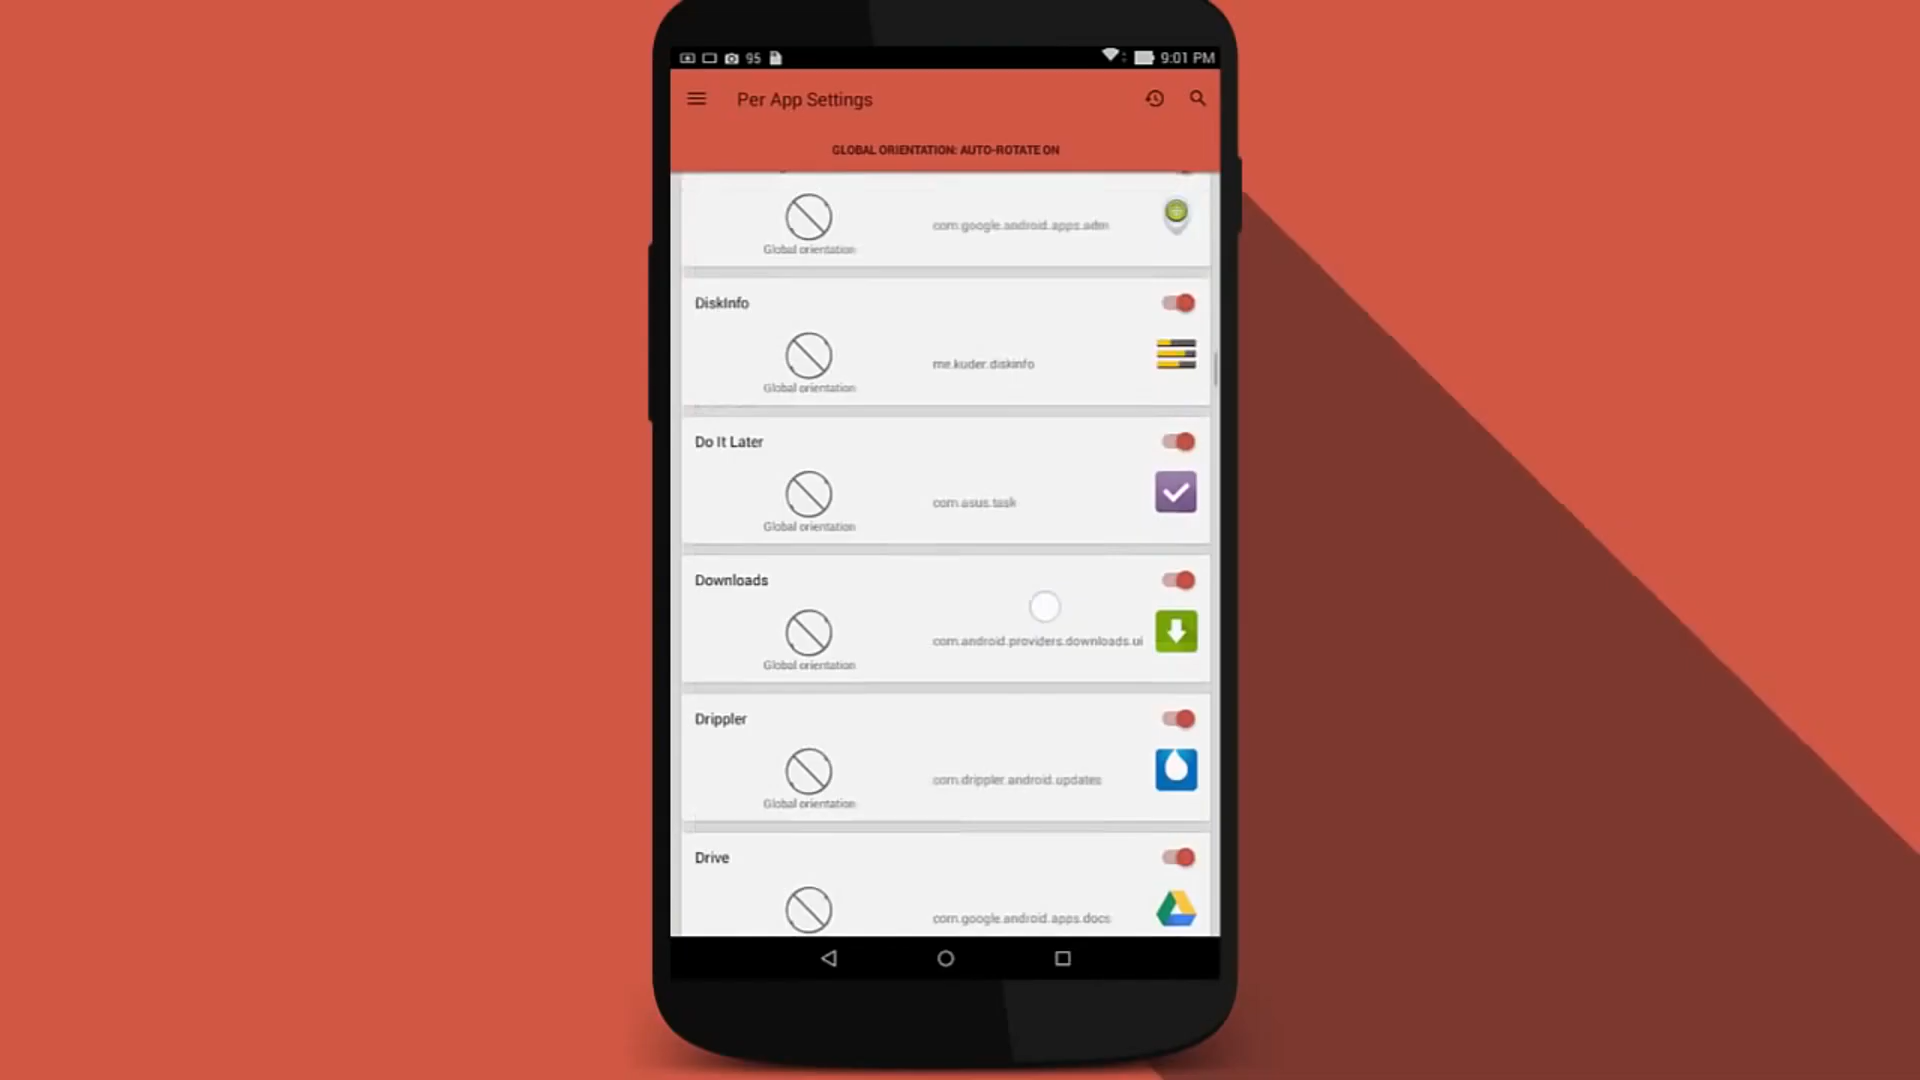 95
9:01 PM
Per App Settings
GLOBAL ORIENTATION: AUTO-ROTATE ON
com.google.android.apps.adm
Global orientation
DiskInfo
me.kuder.diskinfo
Global orientation
Do It Later
com.asus.task
Global orientation
Downloads
com.android.providers.downloads.ui
Global orientation
Drippler
com.drippler.android.updates
Global orientation
Drive
com.google.android.apps.docs